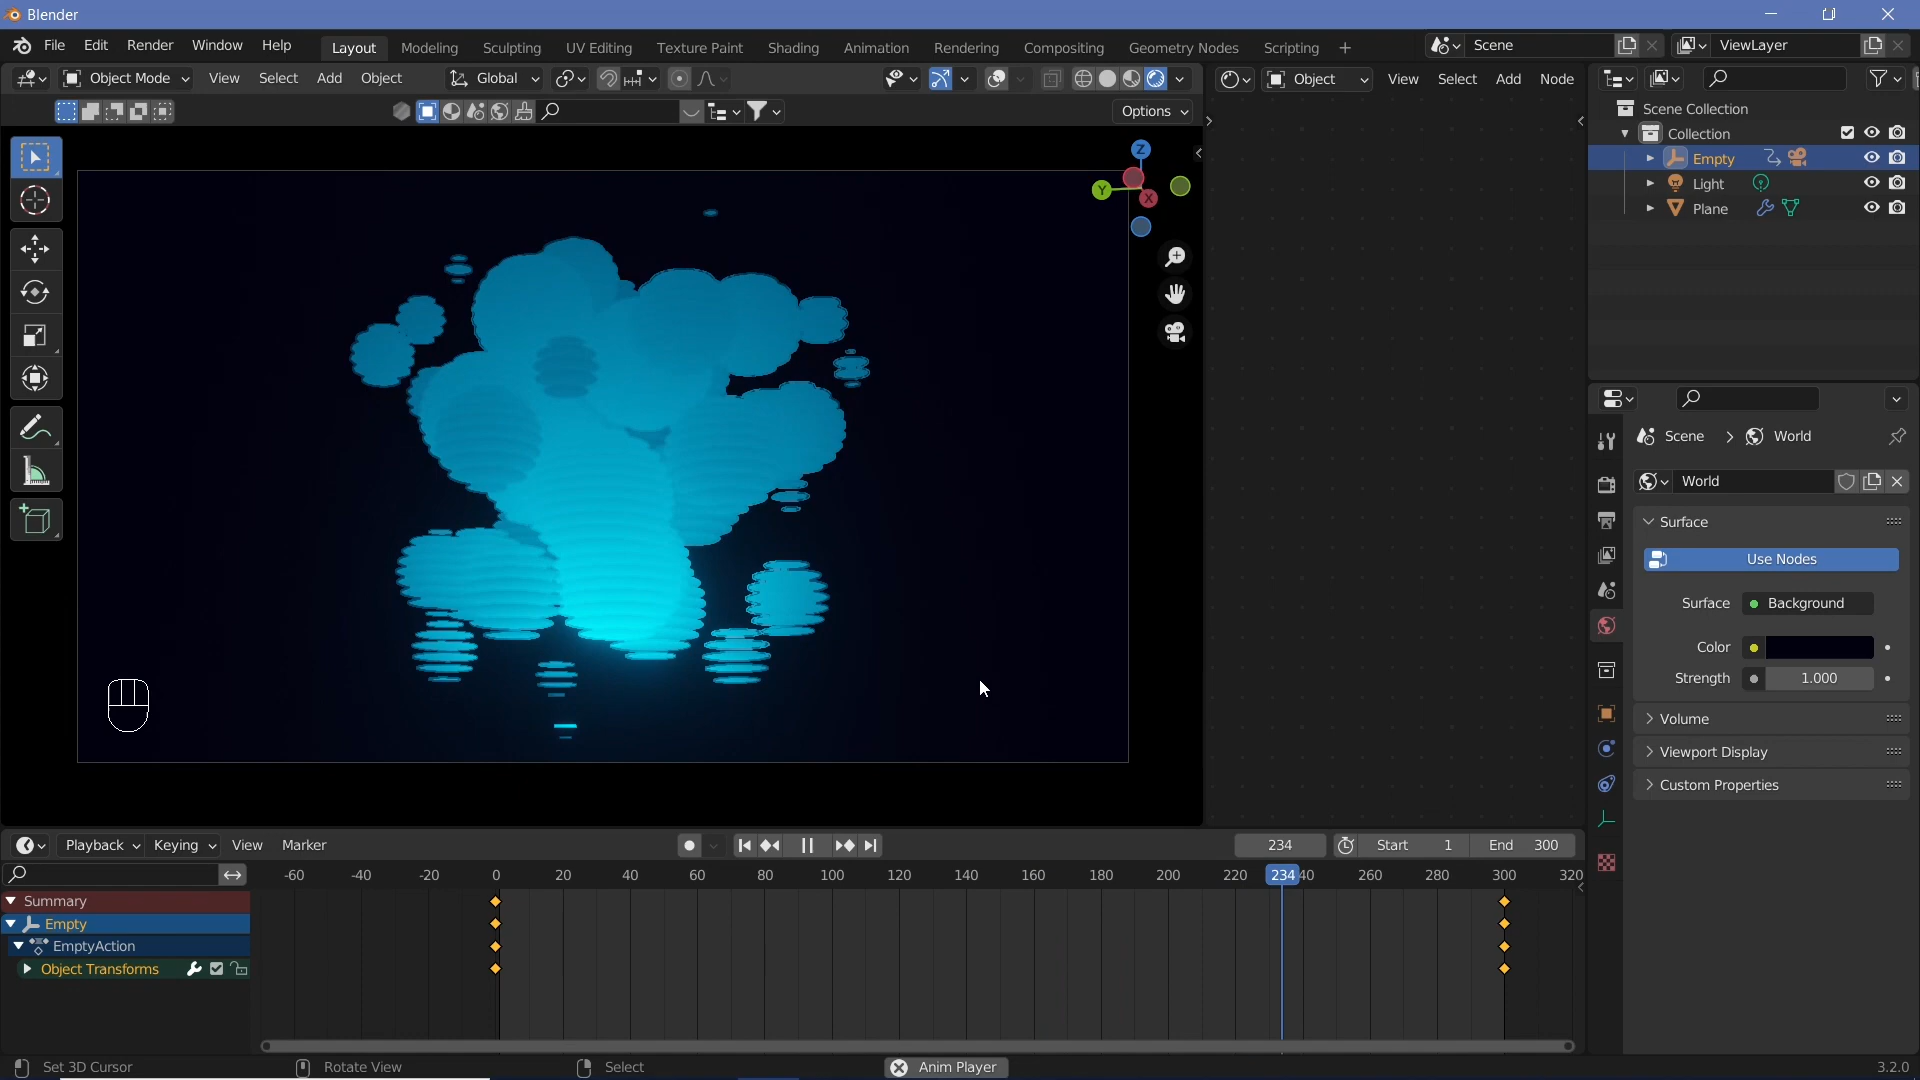 Blender
File Edit Render Window Help Layout Modeling Sculpting UV Editing Texture Paint Shading Animation Rendering Compositing Geometry Nodes Scripting + Scene ViewLayer
Object Mode View Select Add Object Global Object View Select Add Node
Options
Scene Collection
Collection
Empty
Light
Plane
Z
Y
X
Scene > World
World
Surface
Use Nodes
Surface Background
Color
Strength 1.000
Volume
Viewport Display
Custom Properties
Playback Keying View Marker 234 Start 1 End 300
-60 -40 -20 0 20 40 60 80 100 120 140 160 180 200 220 234 40 260 280 300 320
Summary
Empty
EmptyAction
Object Transforms
Set 3D Cursor Rotate View Select Anim Player 3.2.0